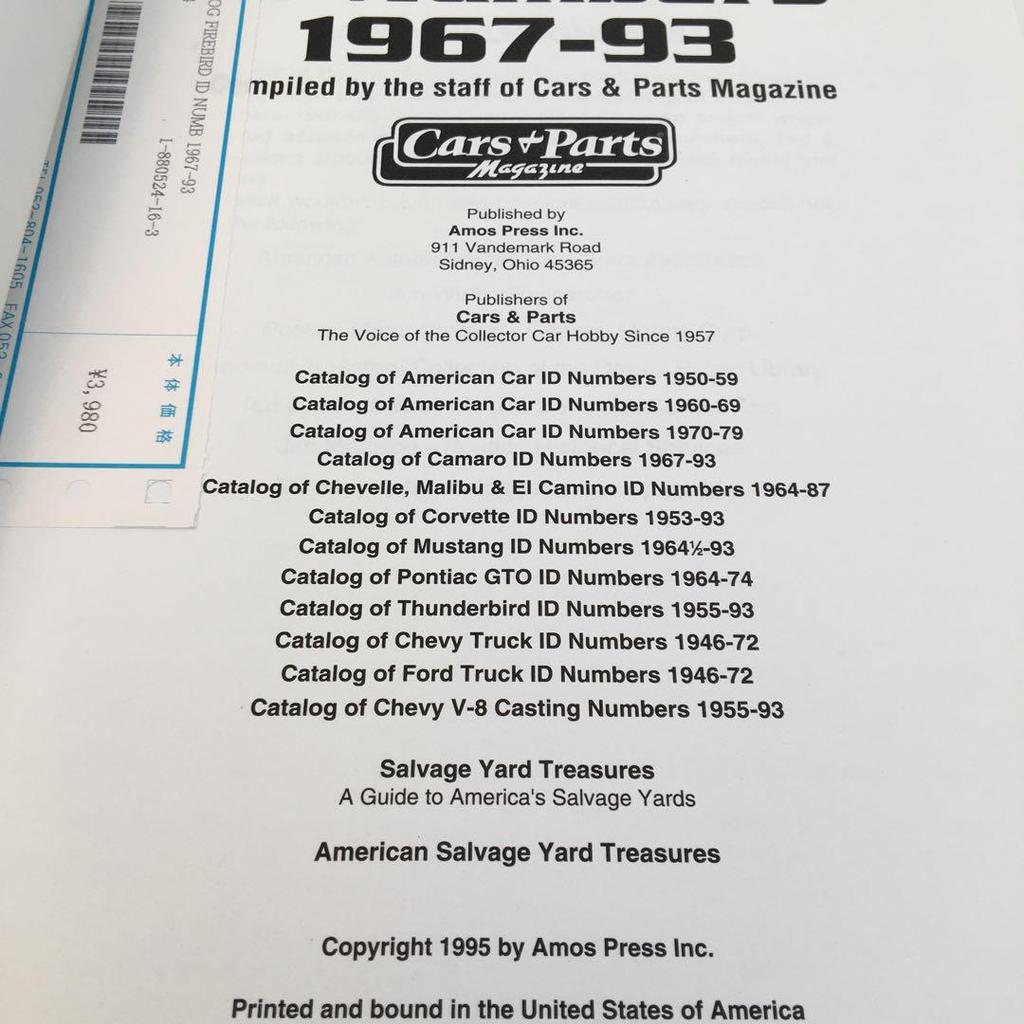 1967-93
mpiled by the staff of Cars & Parts Magazine
Cars & Parts
Magazine
Published by
Amos Press Inc.
911 Vandemark Road
Sidney, Ohio 45365
Publishers of
Cars & Parts
The Voice of the Collector Car Hobby Since 1957
Catalog of American Car ID Numbers 1950-59
Catalog of American Car ID Numbers 1960-69
Catalog of American Car ID Numbers 1970-79
Catalog of Camaro ID Numbers 1967-93
Catalog of Chevelle, Malibu & El Camino ID Numbers 1964-87
Catalog of Corvette ID Numbers 1953-93
Catalog of Mustang ID Numbers 1964½-93
Catalog of Pontiac GTO ID Numbers 1964-74
Catalog of Thunderbird ID Numbers 1955-93
Catalog of Chevy Truck ID Numbers 1946-72
Catalog of Ford Truck ID Numbers 1946-72
Catalog of Chevy V-8 Casting Numbers 1955-93
Salvage Yard Treasures
A Guide to America's Salvage Yards
American Salvage Yard Treasures
Copyright 1995 by Amos Press Inc.
Printed and bound in the United States of America
OG FIREBIRD ID NUMB 1967-93
1-880524-16-3
本体価格
¥3,980
TEL 052-804-1605 FAX 052